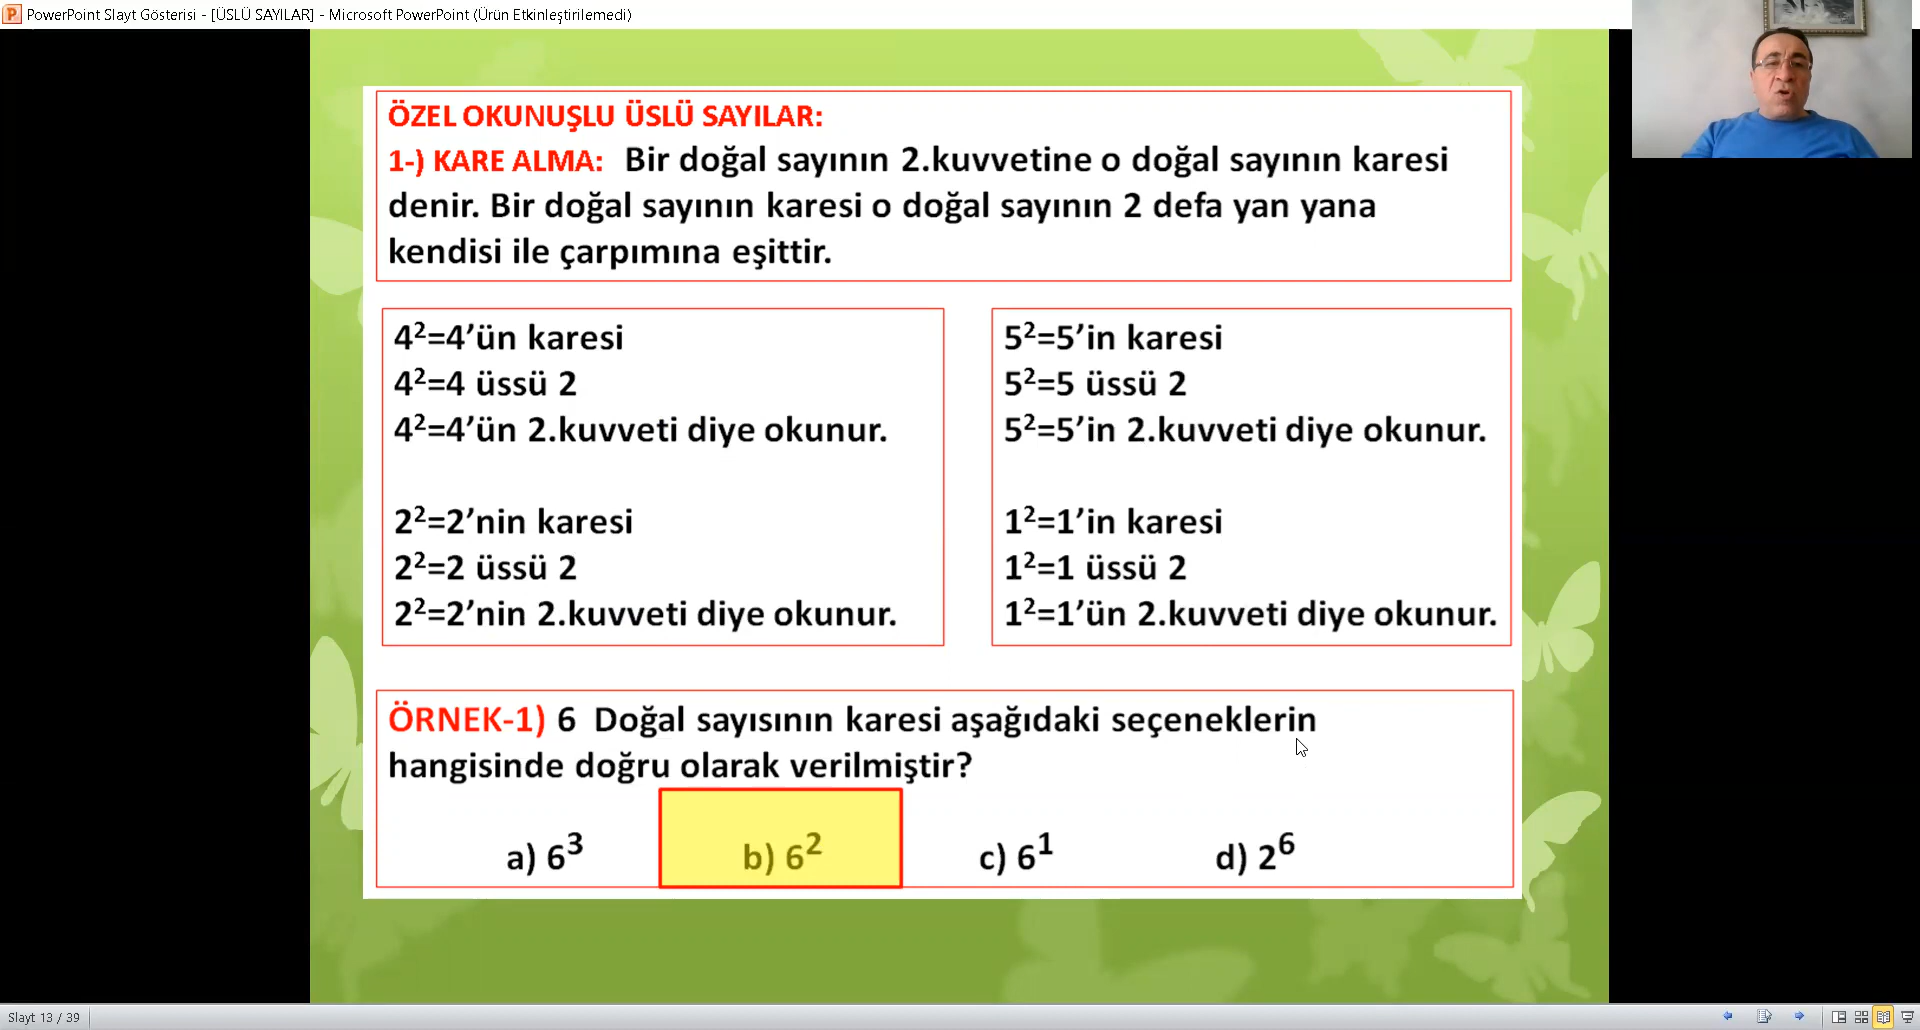 PowerPoint Slayt Gösterisi - [ÜSLÜ SAYILAR] - Microsoft PowerPoint (Ürün Etkinleştirilemedi)
ÖZEL OKUNUŞLU ÜSLÜ SAYILAR:
1-) KARE ALMA: Bir doğal sayının 2.kuvvetine o doğal sayının karesi
denir. Bir doğal sayının karesi o doğal sayının 2 defa yan yana
kendisi ile çarpımına eşittir.
4²=4’ün karesi
4²=4 üssü 2
4²=4’ün 2.kuvveti diye okunur.
2²=2’nin karesi
2²=2 üssü 2
2²=2’nin 2.kuvveti diye okunur.
5²=5’in karesi
5²=5 üssü 2
5²=5’in 2.kuvveti diye okunur.
1²=1’in karesi
1²=1 üssü 2
1²=1’ün 2.kuvveti diye okunur.
ÖRNEK-1) 6 Doğal sayısının karesi aşağıdaki seçeneklerin
hangisinde doğru olarak verilmiştir?
a) 6³ b) 6² c) 6¹ d) 2⁶
Slayt 13 / 39